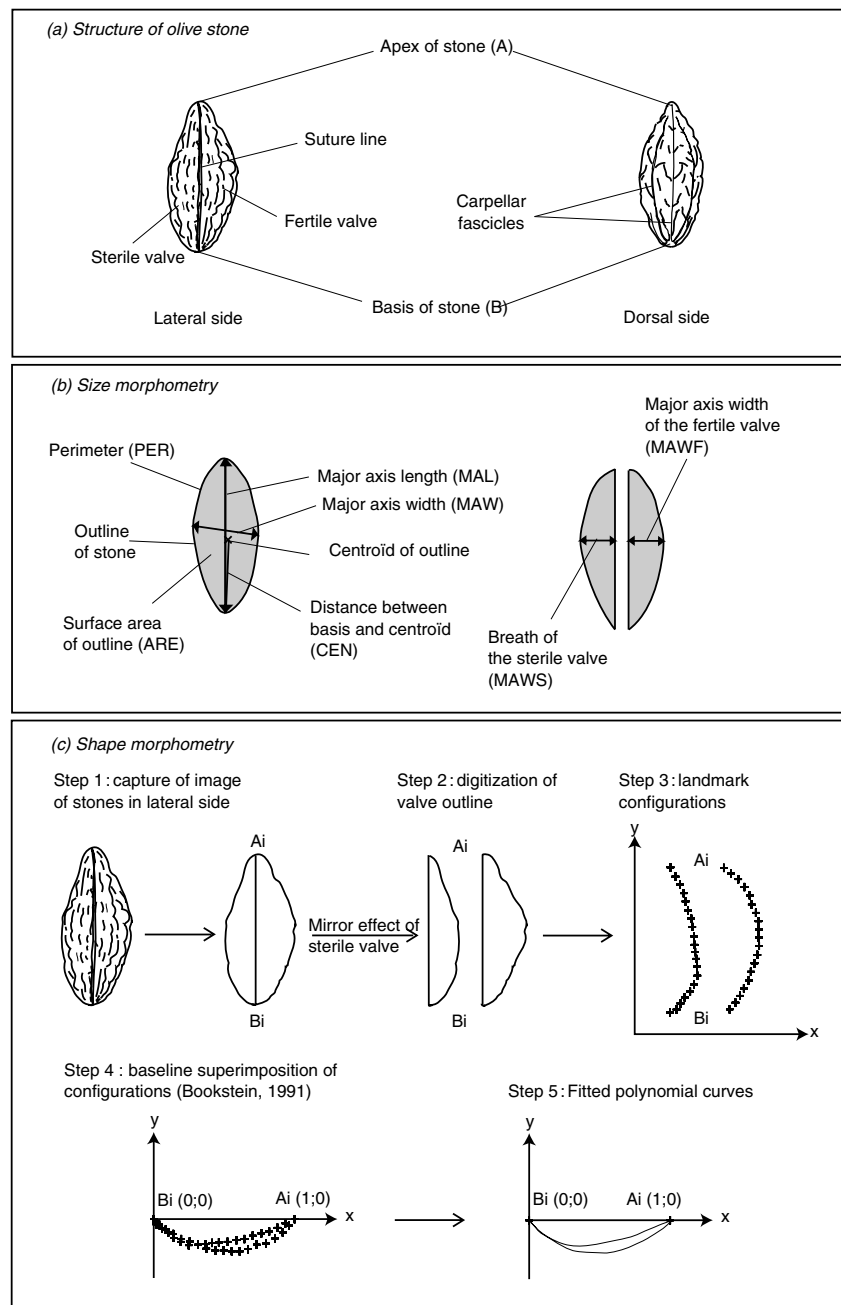 (a) Structure of olive stone
Apex of stone (A)
Suture line
Fertile valve
Sterile valve
Carpellar
fascicles
Basis of stone (B)
Lateral side
Dorsal side
(b) Size morphometry
Perimeter (PER)
Major axis length (MAL)
Major axis width (MAW)
Outline
of stone
Centroïd of outline
Surface area
of outline (ARE)
Distance between
basis and centroïd
(CEN)
Major axis width
of the fertile valve
(MAWF)
Breath of
the sterile valve
(MAWS)
(c) Shape morphometry
Step 1 : capture of image
of stones in lateral side
Ai
Bi
Mirror effect of
sterile valve
Step 2 : digitization of
valve outline
Ai
Bi
Step 3 : landmark
configurations
y
Ai
Bi
x
Step 4 : baseline superimposition of
configurations (Bookstein, 1991)
y
Bi (0;0)
Ai (1;0)
x
Step 5 : Fitted polynomial curves
y
Bi (0;0)
Ai (1;0)
x